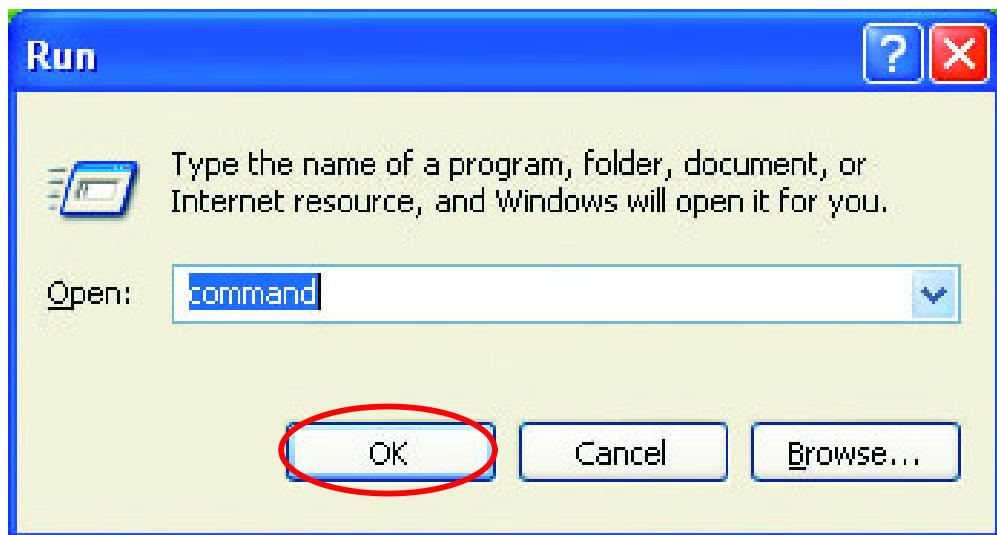 Run
?
Type the name of a program, folder, document, or
Internet resource, and Windows will open it for you.
Open:
command
OK
Cancel
Browse...